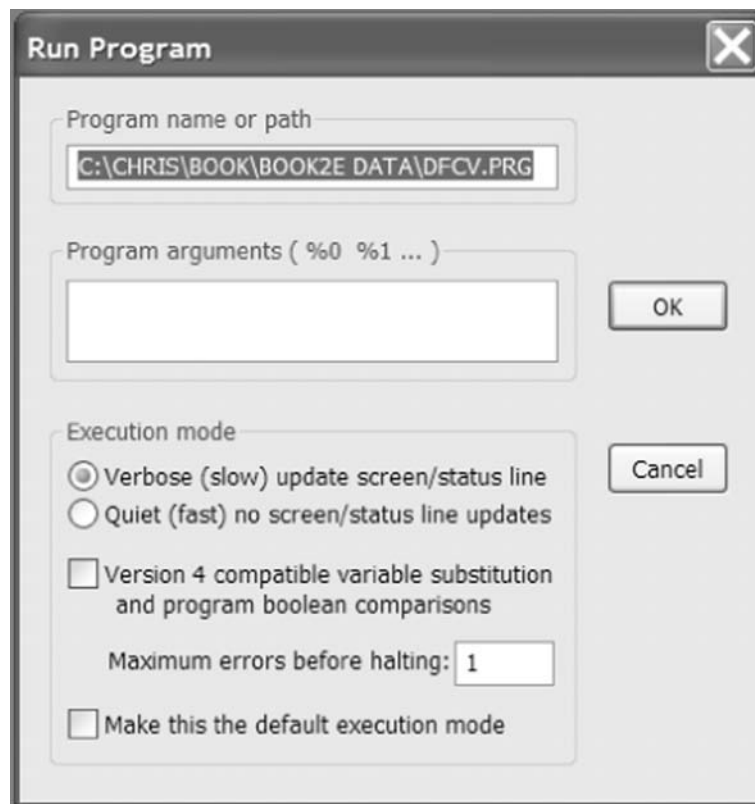 Run Program
Program name or path
C:\CHRIS\BOOK\BOOK2E DATA\DFCV.PRG
Program arguments ( %0 %1 ... )
OK
Execution mode
Verbose (slow) update screen/status line
Cancel
Quiet (fast) no screen/status line updates
Version 4 compatible variable substitution
and program boolean comparisons
Maximum errors before halting: 1
Make this the default execution mode